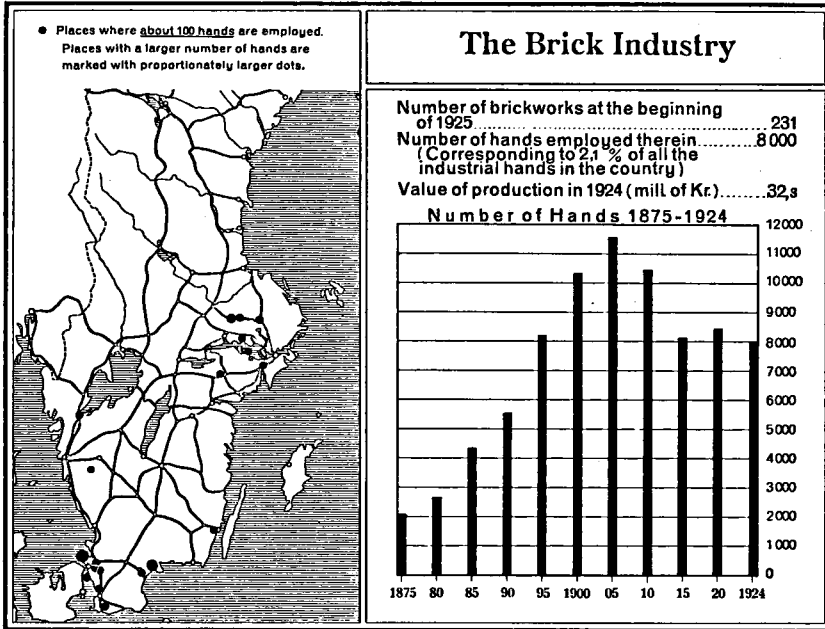 ● Places where about 100 hands are employed.
Places with a larger number of hands are
marked with proportionately larger dots.
The Brick Industry
Number of brickworks at the beginning
of 1925 231
Number of hands employed therein 8 000
(Corresponding to 2,1 % of all the
industrial hands in the country)
Value of production in 1924 (mill. of Kr.) 32,8
Number of Hands 1875-1924
12000
11000
10000
9000
8000
7000
6000
5000
4000
3000
2000
1000
0
1875 80 85 90 95 1900 05 10 15 20 1924